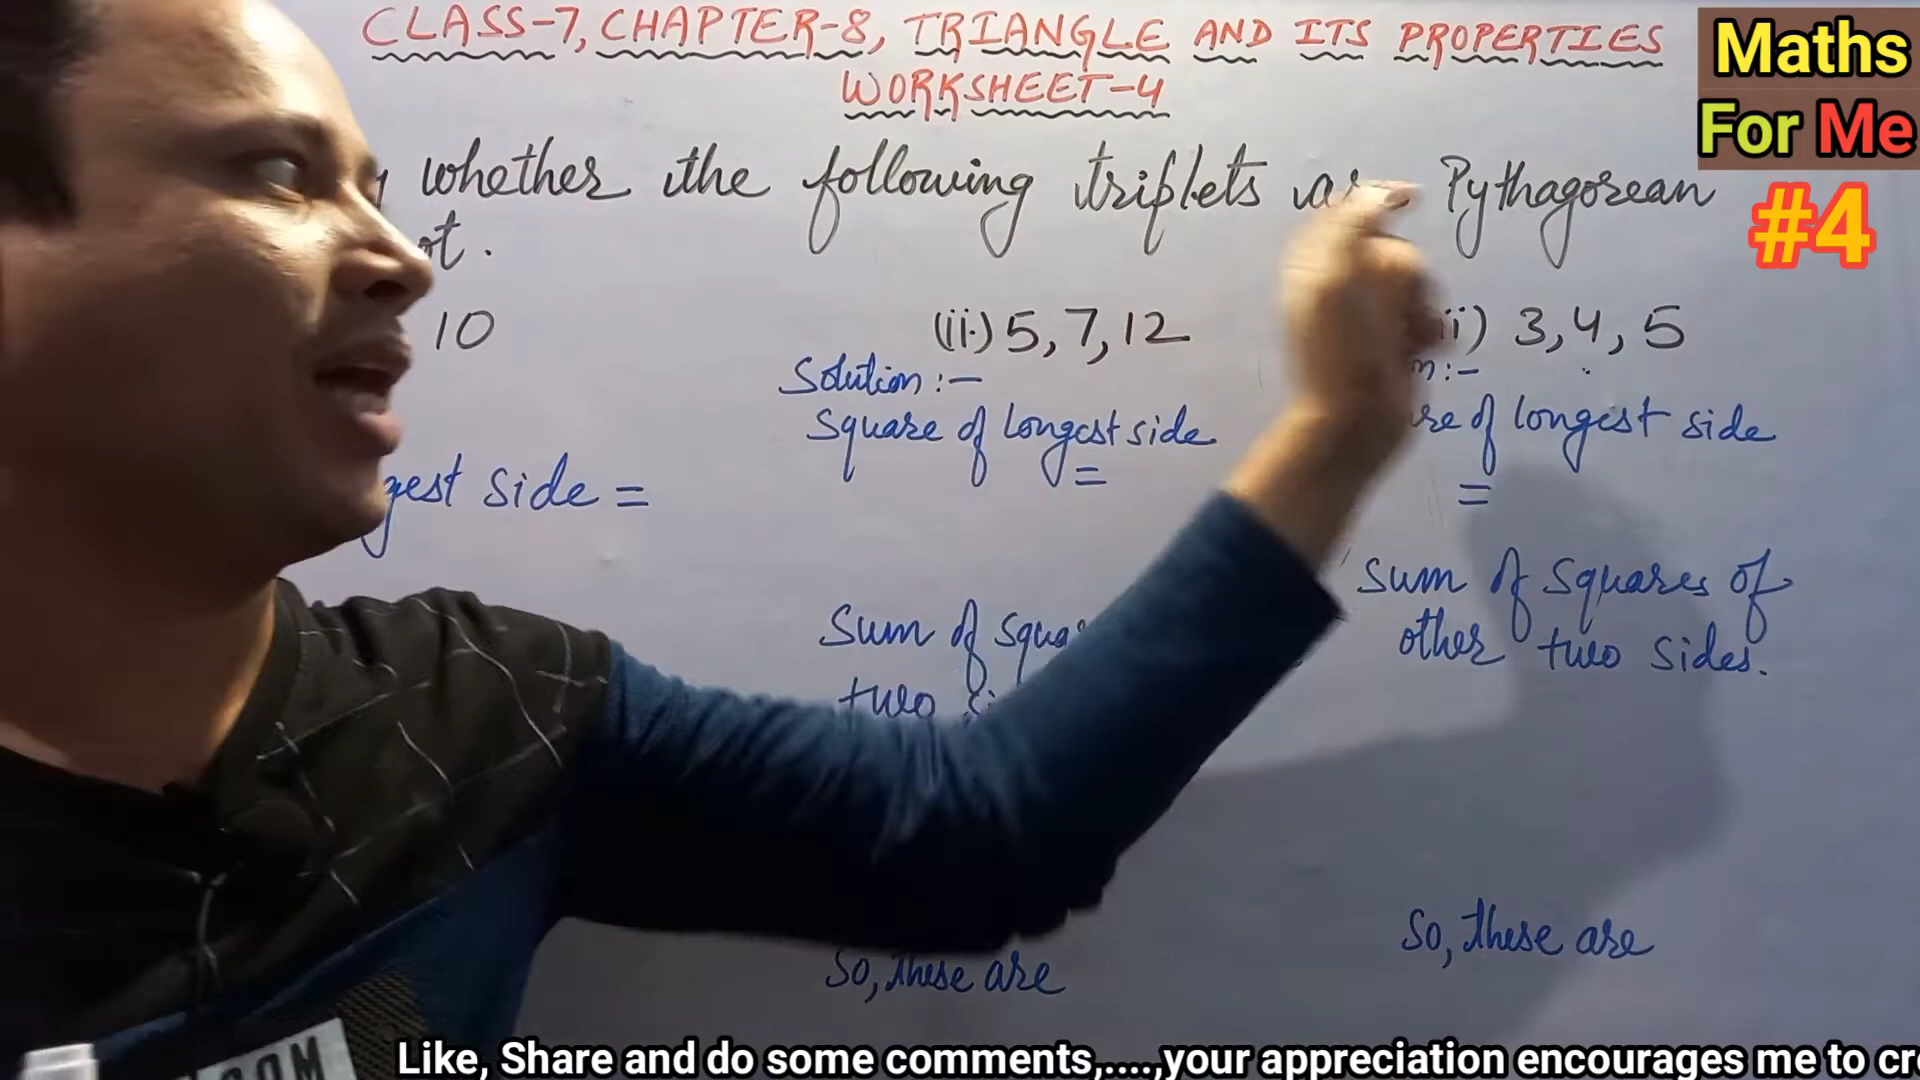 CLASS-7, CHAPTER-8, TRIANGLE AND ITS PROPERTIES
WORKSHEET-4
Maths
For Me
#4
whether the following triplets Pythagorean
10
(ii) 5, 7, 12
3, 4, 5
Solution :-
Square of longest side
=
of longest side
=
side =
Sum of
two
Sum of squares of
other two sides.
So, these are
So, these are
Like, Share and do some comments,....,your appreciation encourages me to